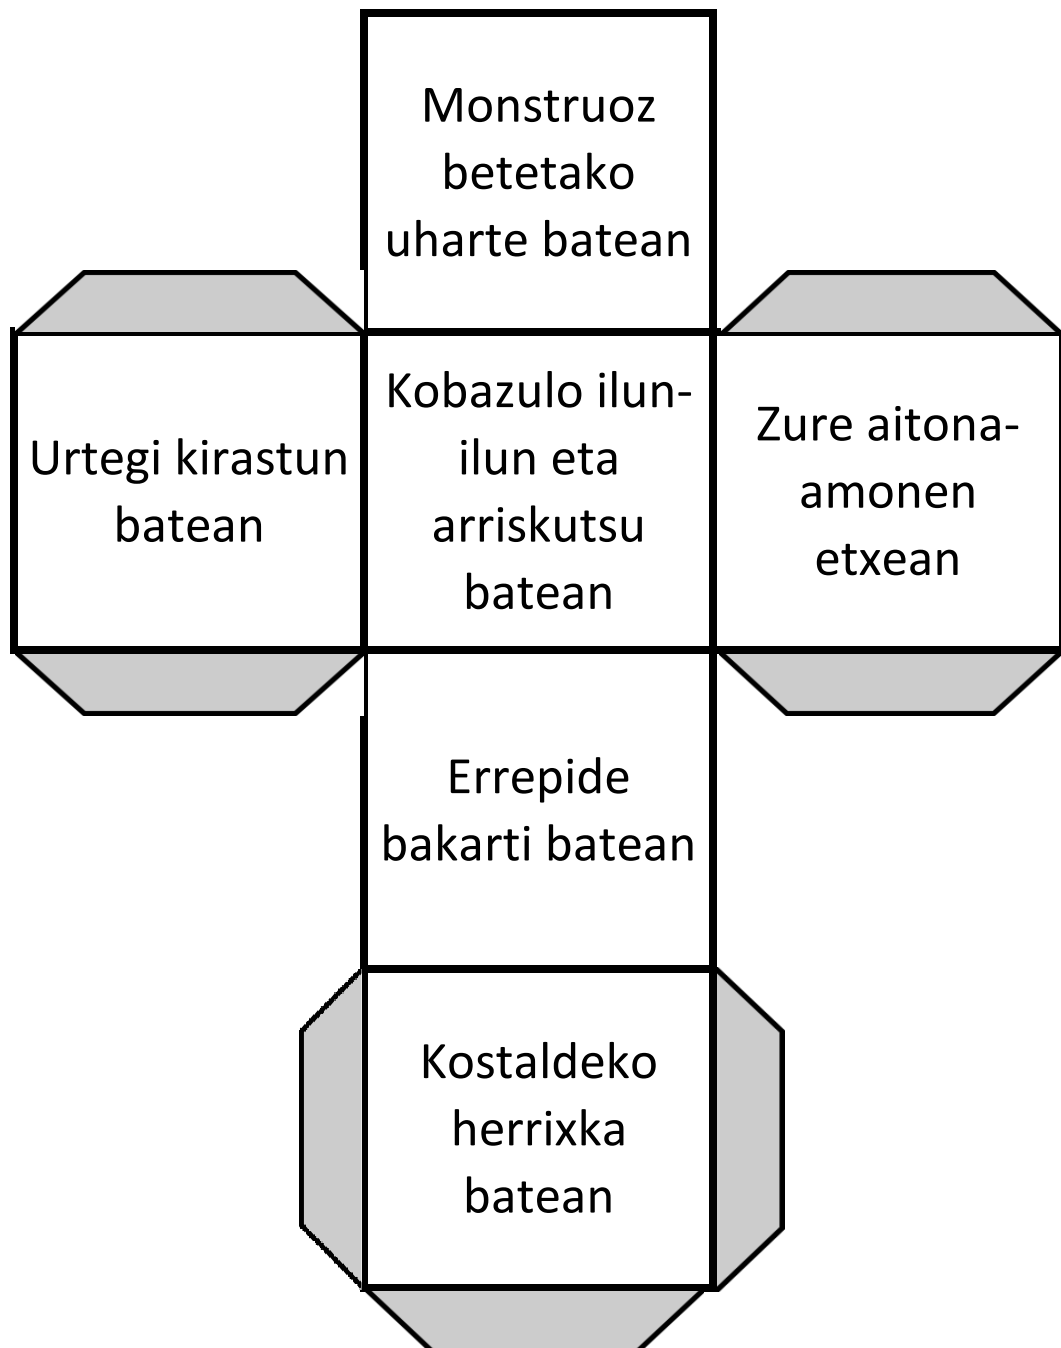 Monstruoz
betetako
uharte batean
Urtegi kirastun
batean
Kobazulo ilun-
ilun eta
arriskutsu
batean
Zure aitona-
amonen
etxean
Errepide
bakarti batean
Kostaldeko
herrixka
batean